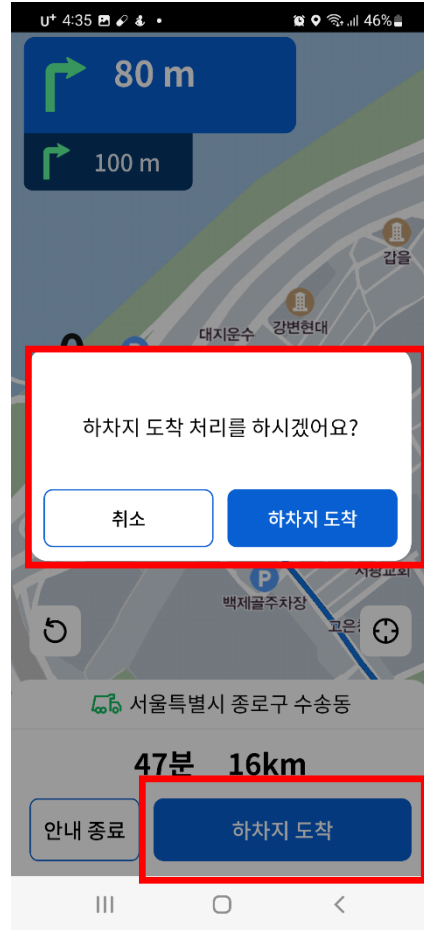 U+ 4:35
46%
80 m
100 m
갑을
강변현대
대지운수
하차지 도착 처리를 하시겠어요?
취소
하차지 도착
P
백제골주차장
서광교회
고은
서울특별시 종로구 수송동
47분 16km
안내 종료
하차지 도착